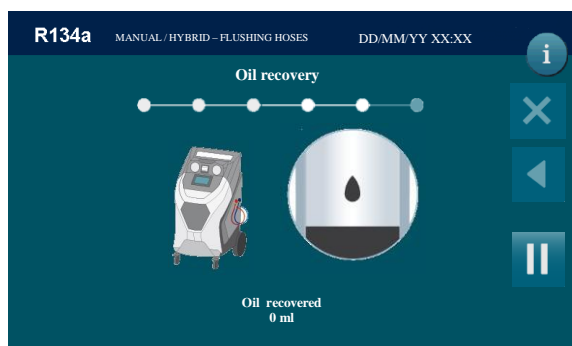 R134a MANUAL / HYBRID – FLUSHING HOSES DD/MM/YY XX:XX
i
Oil recovery
Oil recovered
0 ml